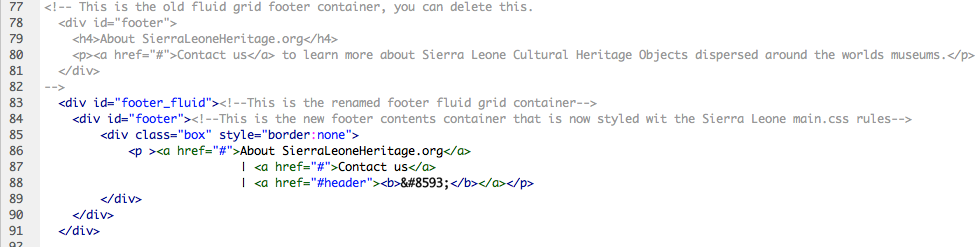 77 <!-- This is the old fluid grid footer container, you can delete this.
78 <div id="footer">
79 <h4>About SierraLeoneHeritage.org</h4>
80 <p><a href="#">Contact us</a> to learn more about Sierra Leone Cultural Heritage Objects dispersed around the worlds museums.</p>
81 </div>
82 -->
83 <div id="footer_fluid"><!--This is the renamed footer fluid grid container-->
84 <div id="footer"><!--This is the new footer contents container that is now styled wit the Sierra Leone main.css rules-->
85 <div class="box" style="border:none">
86 <p ><a href="#">About SierraLeoneHeritage.org</a>
87 | <a href="#">Contact us</a>
88 | <a href="#header"><b>&#8593;</b></a></p>
89 </div>
90 </div>
91 </div>
92